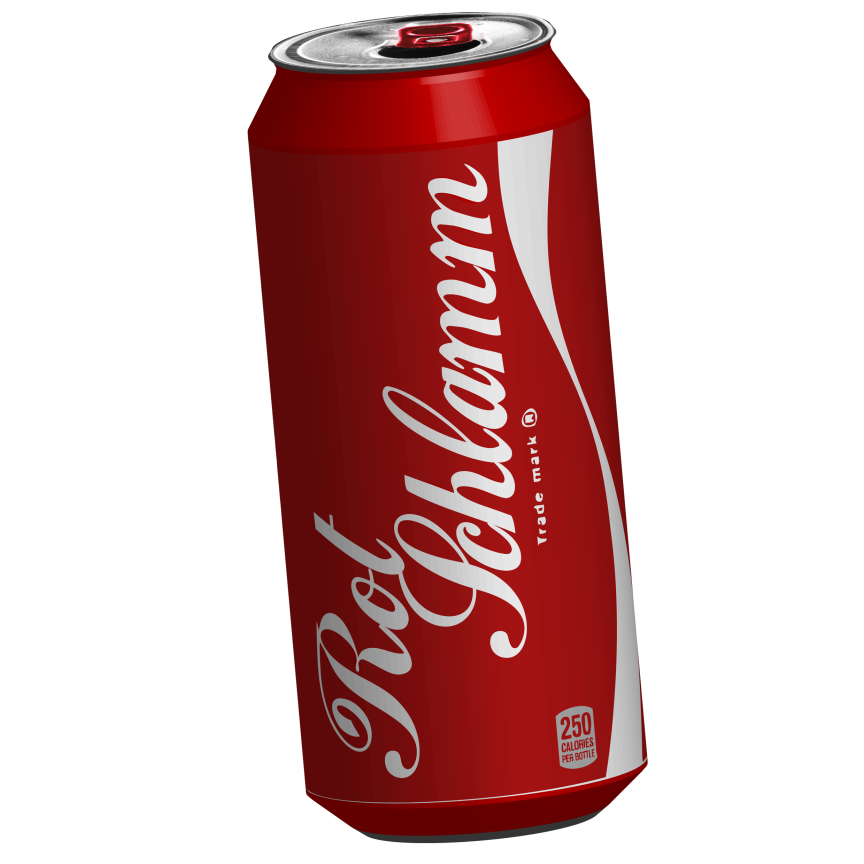 Rot
Schlamm
Trade mark ®
250
CALORIES
PER BOTTLE